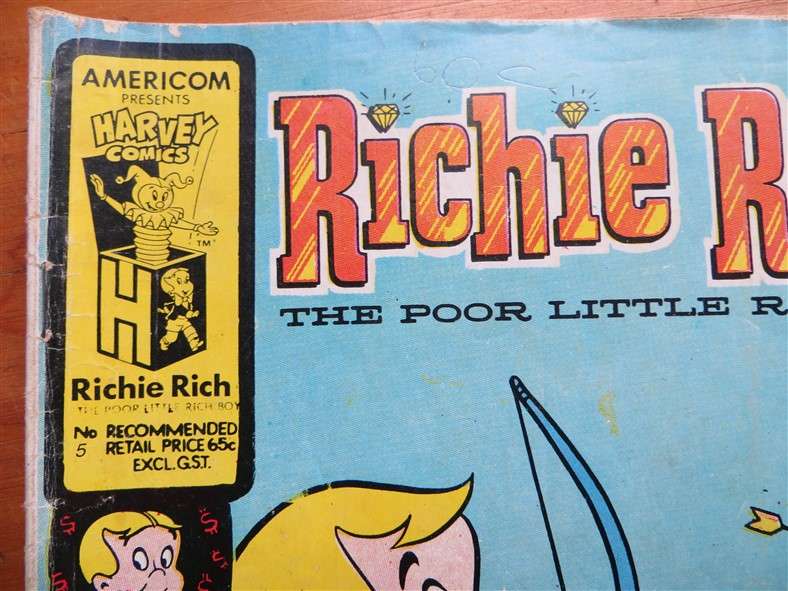 AMERICOM
PRESENTS
HARVEY
COMICS
TM
H
Richie Rich
THE POOR LITTLE RICH BOY
No RECOMMENDED
5 RETAIL PRICE 65c
EXCL.G.S.T.
Richie R
THE POOR LITTLE R